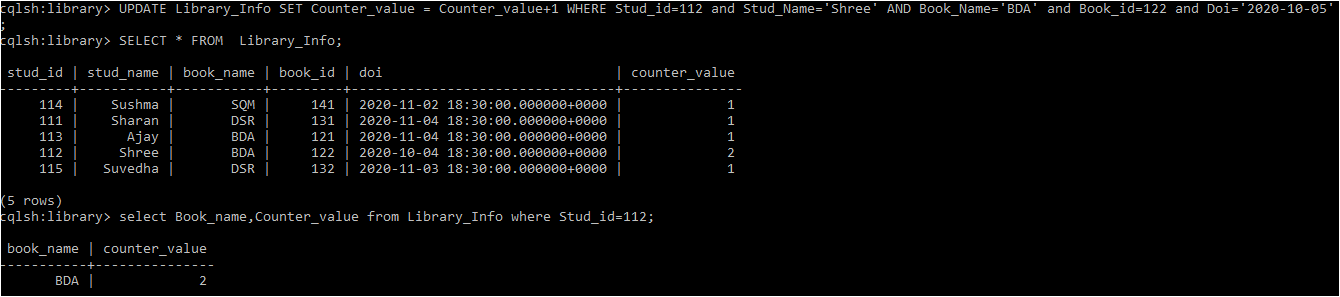 cqlsh:library> UPDATE Library_Info SET Counter_value = Counter_value+1 WHERE Stud_id=112 and Stud_Name='Shree' AND Book_Name='BDA' and Book_id=122 and Doi='2020-10-05'
;
cqlsh:library> SELECT * FROM  Library_Info;
 stud_id | stud_name | book_name | book_id | doi                             | counter_value
---------+-----------+-----------+---------+---------------------------------+---------------
     114 |    Sushma |       SQM |     141 | 2020-11-02 18:30:00.000000+0000 |             1
     111 |    Sharan |       DSR |     131 | 2020-11-04 18:30:00.000000+0000 |             1
     113 |      Ajay |       BDA |     121 | 2020-11-04 18:30:00.000000+0000 |             1
     112 |     Shree |       BDA |     122 | 2020-10-04 18:30:00.000000+0000 |             2
     115 |   Suvedha |       DSR |     132 | 2020-11-03 18:30:00.000000+0000 |             1
(5 rows)
cqlsh:library> select Book_name,Counter_value from Library_Info where Stud_id=112;
 book_name | counter_value
-----------+---------------
       BDA |             2